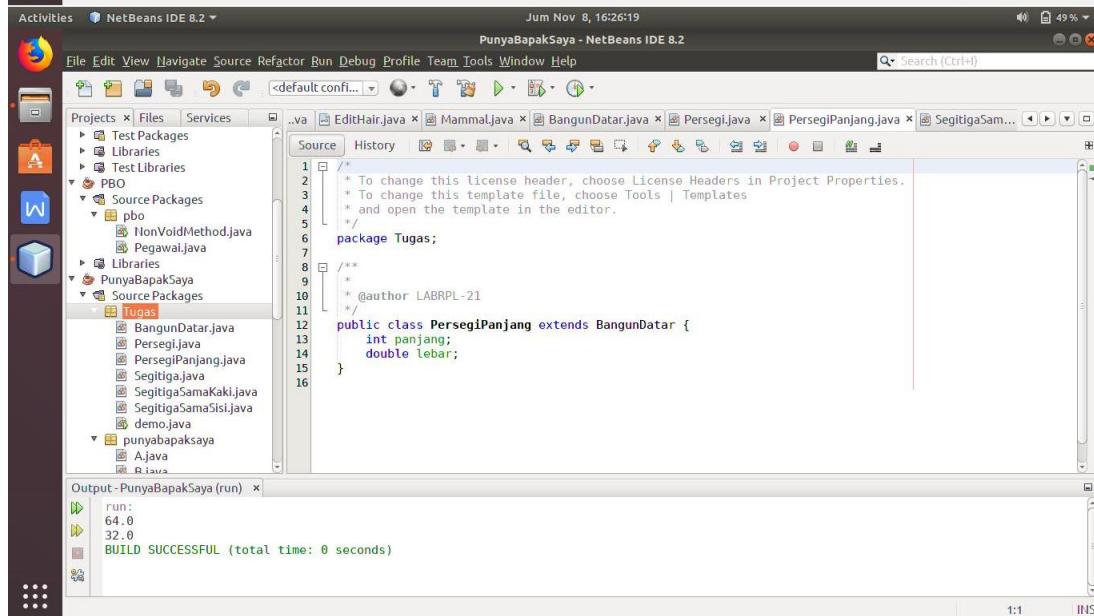 Activities NetBeans IDE 8.2 Jum Nov 8, 16:26:19 49 %
PunyaBapakSaya - NetBeans IDE 8.2
File Edit View Navigate Source Refactor Run Debug Profile Team Tools Window Help Search (Ctrl+I)
<default confi...
Projects Files Services
...va EditHair.java Mammal.java BangunDatar.java Persegi.java PersegiPanjang.java SegitigaSam...
Test Packages
Libraries
Test Libraries
PBO
Source Packages
pbo
NonVoidMethod.java
Pegawai.java
Libraries
PunyaBapakSaya
Source Packages
Tugas
BangunDatar.java
Persegi.java
PersegiPanjang.java
Segitiga.java
SegitigaSamaKaki.java
SegitigaSamaSisi.java
demo.java
punyabapaksaya
A.java
B.java
Source History
1 /*
2 * To change this license header, choose License Headers in Project Properties.
3 * To change this template file, choose Tools | Templates
4 * and open the template in the editor.
5 */
6 package Tugas;
7
8 /**
9 *
10 * @author LABRPL-21
11 */
12 public class PersegiPanjang extends BangunDatar {
13 int panjang;
14 double lebar;
15 }
16
Output - PunyaBapakSaya (run)
run:
64.0
32.0
BUILD SUCCESSFUL (total time: 0 seconds)
1:1 INS